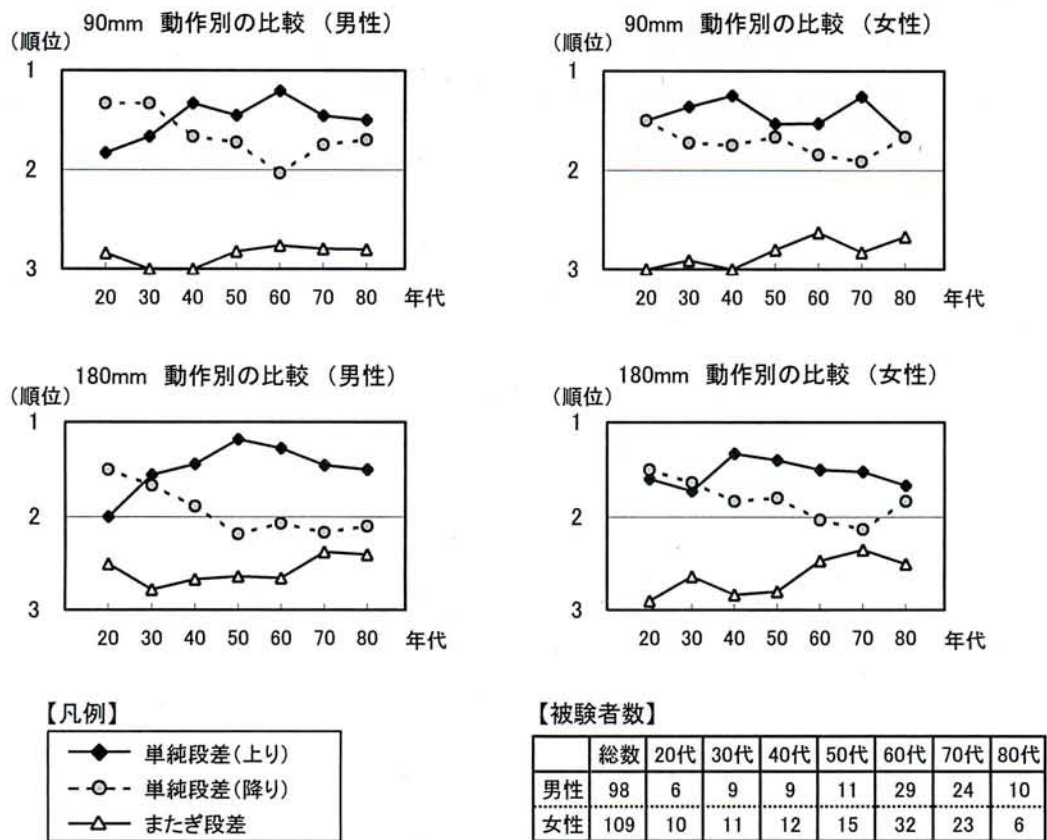 90mm 動作別の比較 （男性）
(順位)
1
2
3
20 30 40 50 60 70 80 年代
90mm 動作別の比較 （女性）
(順位)
1
2
3
20 30 40 50 60 70 80 年代
180mm 動作別の比較 （男性）
(順位)
1
2
3
20 30 40 50 60 70 80 年代
180mm 動作別の比較 （女性）
(順位)
1
2
3
20 30 40 50 60 70 80 年代
【凡例】
単純段差(上り)
単純段差(降り)
またぎ段差
【被験者数】
総数 20代 30代 40代 50代 60代 70代 80代
男性 98 6 9 9 11 29 24 10
女性 109 10 11 12 15 32 23 6